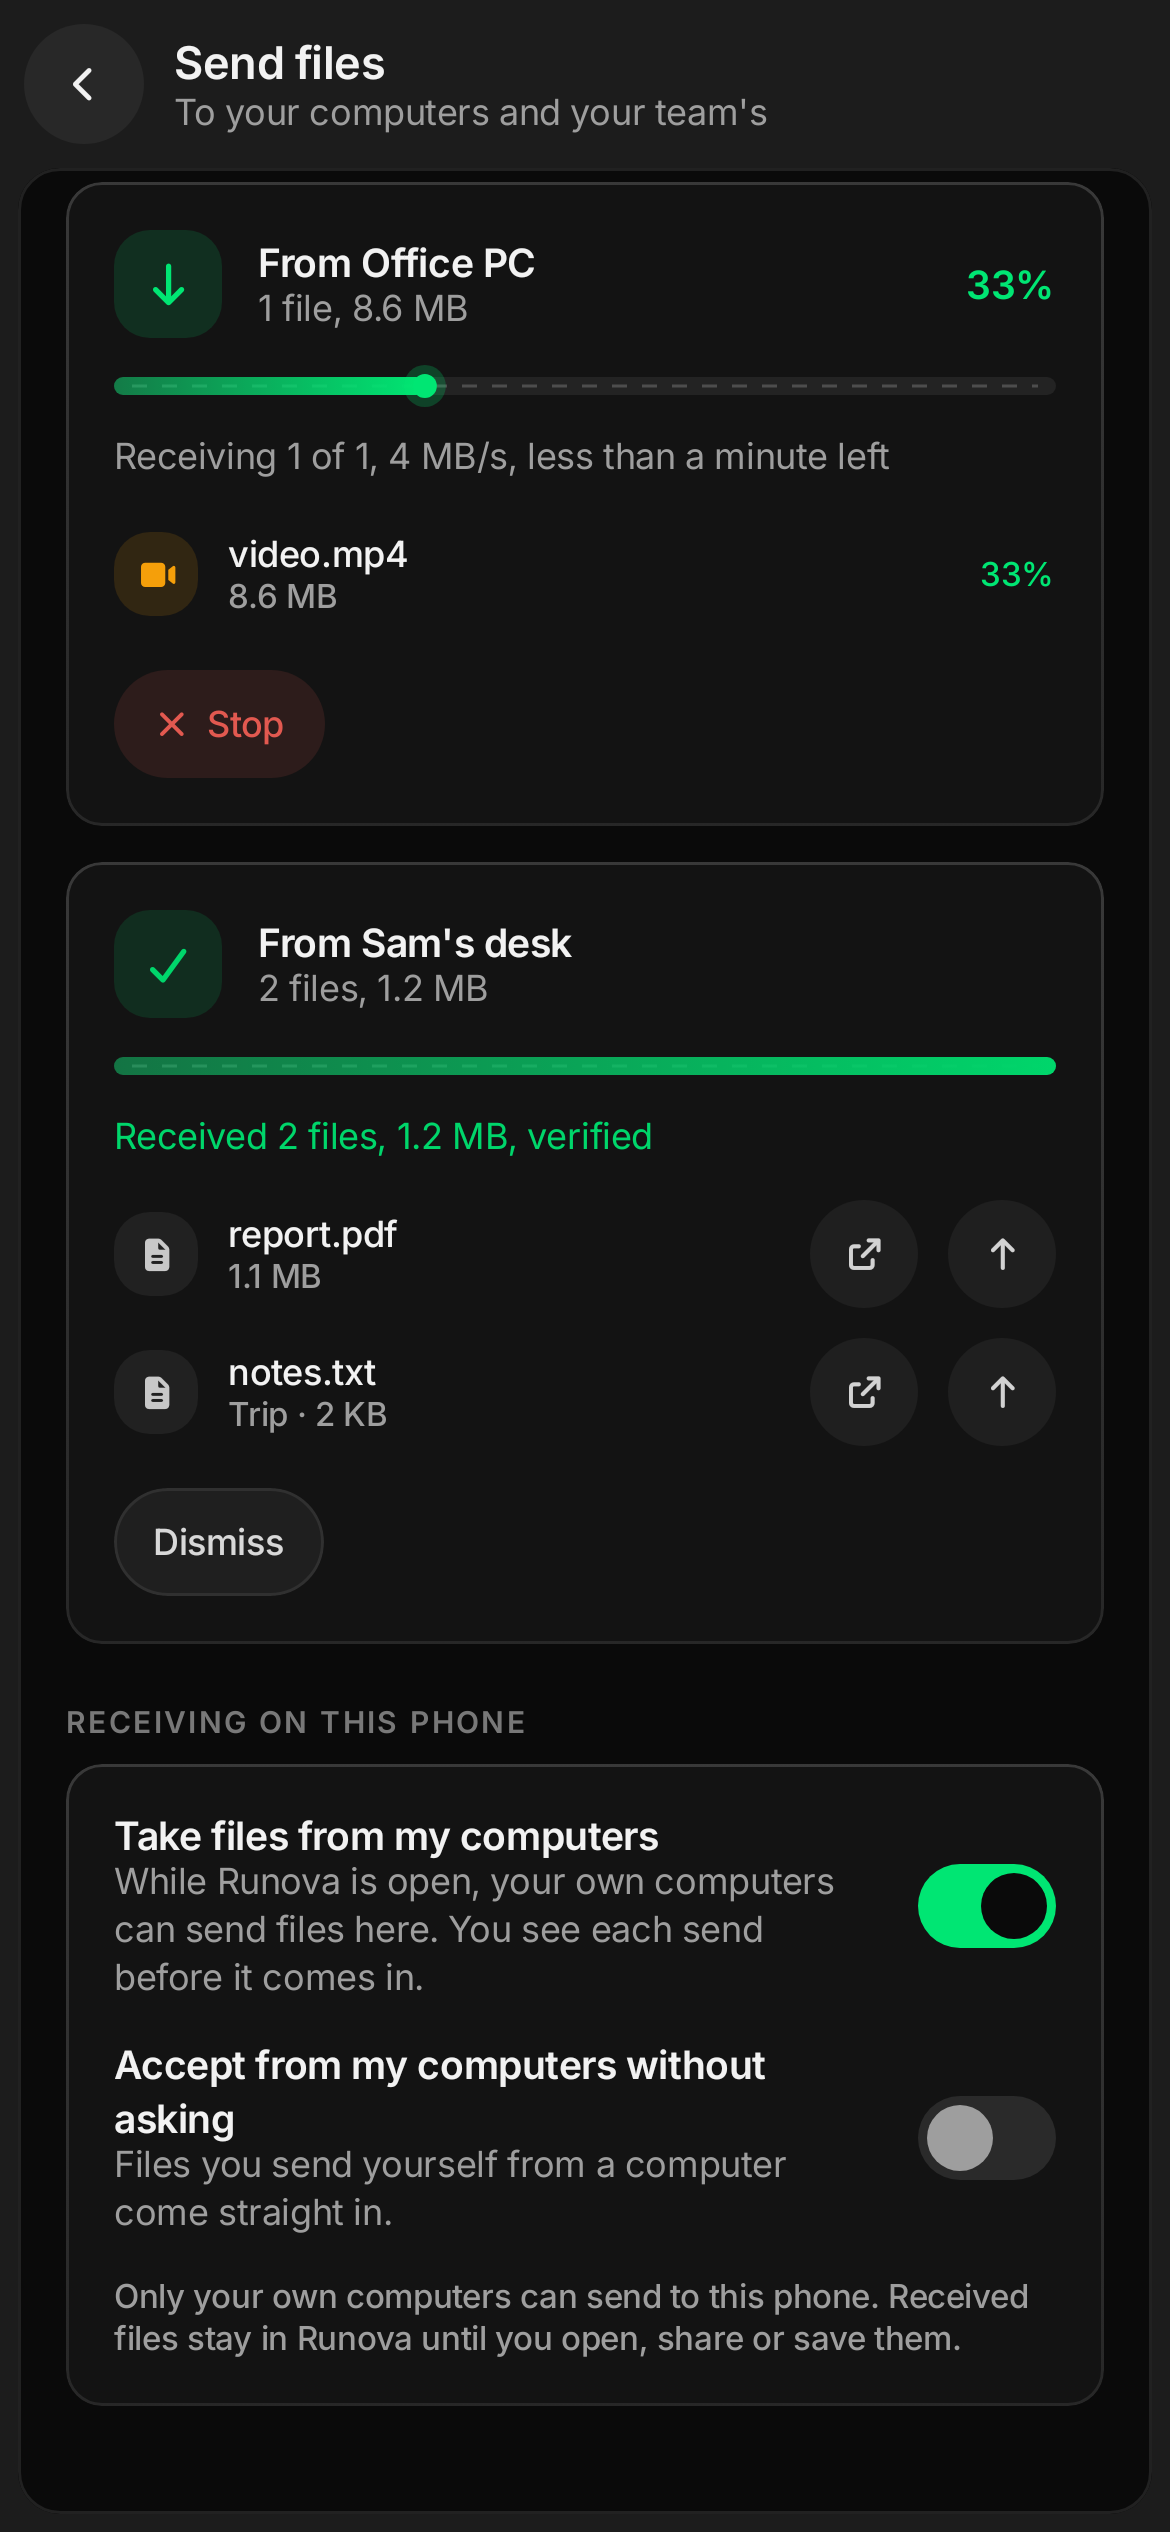 Send files
To your computers and your team's
From Office PC
33%
1 file, 8.6 MB
Receiving 1 of 1, 4 MB/s, less than a minute left
video.mp4
33%
8.6 MB
Stop
From Sam's desk
2 files, 1.2 MB
Received 2 files, 1.2 MB, verified
report.pdf
1.1 MB
notes.txt
Trip · 2 KB
Dismiss
RECEIVING ON THIS PHONE
Take files from my computers
While Runova is open, your own computers
can send files here. You see each send
before it comes in.
Accept from my computers without
asking
Files you send yourself from a computer
come straight in.
Only your own computers can send to this phone. Received
files stay in Runova until you open, share or save them.